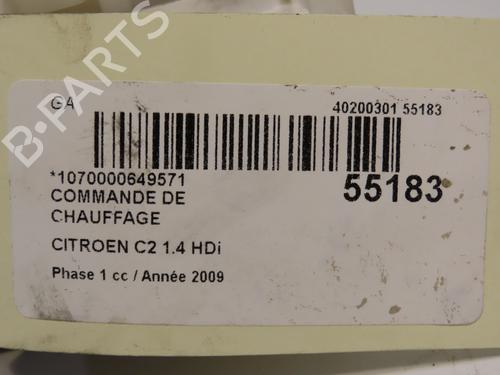 GA
40200301 55183
*1070000649571
55183
COMMANDE DE
CHAUFFAGE
CITROEN C2 1.4 HDi
Phase 1 cc / Année 2009
B-PARTS